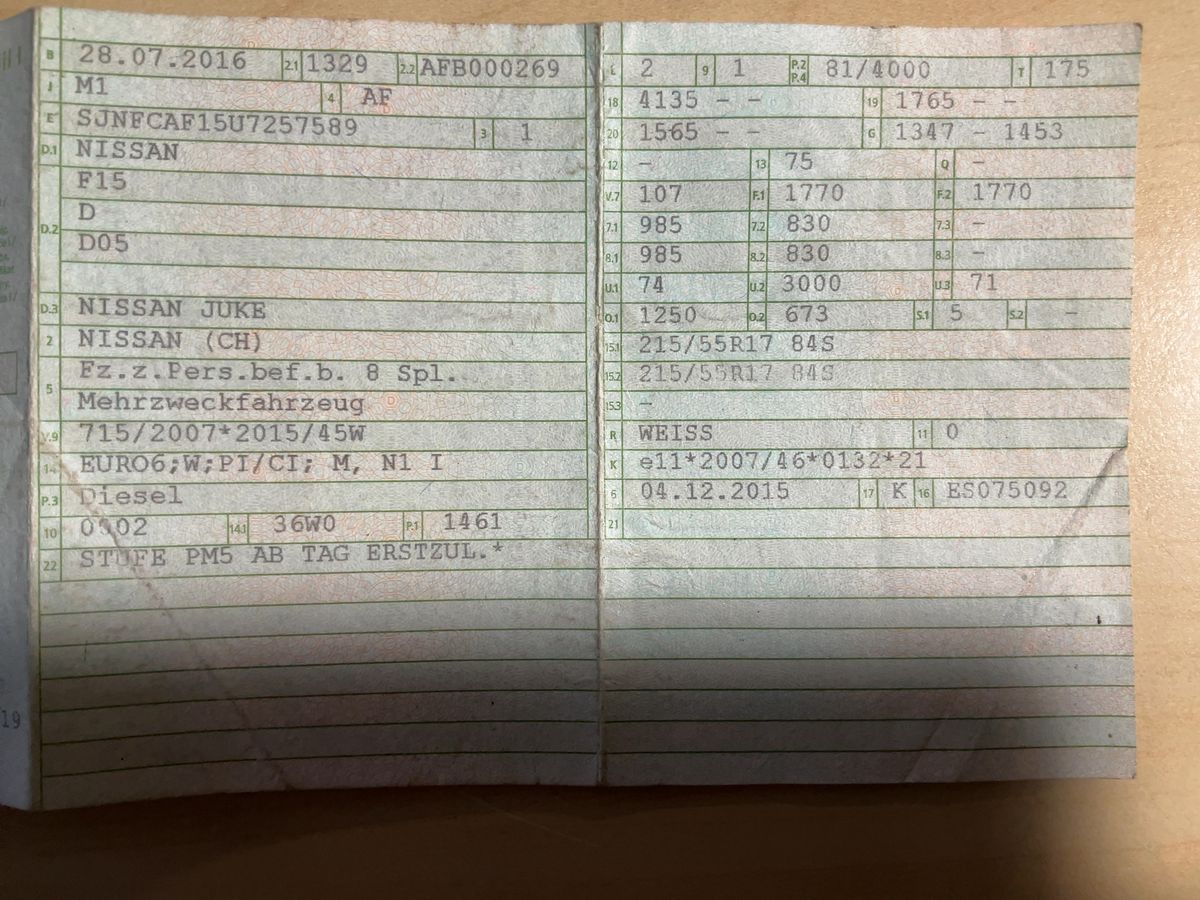 B 28.07.2016 2.1 1329 2.2 AFB000269
J M1 4 AF
E SJNFCAF15U7257589 3 1
D.1 NISSAN
F15
D.2 D
D05
D.3 NISSAN JUKE
2 NISSAN (CH)
5 Fz.z.Pers.bef.b. 8 Spl.
Mehrzweckfahrzeug
V.9 715/2007*2015/45W
14 EURO6;W;PI/CI; M, N1 I
P.3 Diesel
10 0002 14.1 36W0 P.1 1461
22 STUFE PM5 AB TAG ERSTZUL.*
19
L 2 9 1 P.2 P.4 81/4000 T 175
18 4135 - - 19 1765 - -
20 1565 - - G 1347 - 1453
12 - 13 75 Q -
V.7 107 F.1 1770 F.2 1770
7.1 985 7.2 830 7.3 -
8.1 985 8.2 830 8.3 -
U.1 74 U.2 3000 U.3 71
O.1 1250 O.2 673 S.1 5 S.2 -
15.1 215/55R17 84S
15.2 215/55R17 84S
15.3 -
R WEISS 11 0
K e11*2007/46*0132*21
6 04.12.2015 17 K 16 ES075092
21